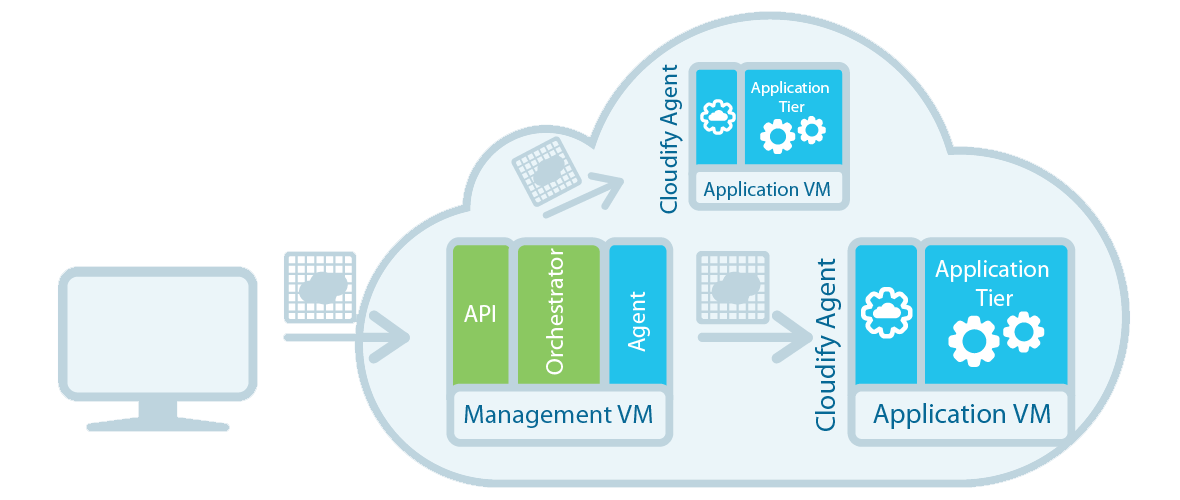 Cloudify Agent
Application
Tier
Application VM
API
Orchestrator
Agent
Management VM
Cloudify Agent
Application
Tier
Application VM